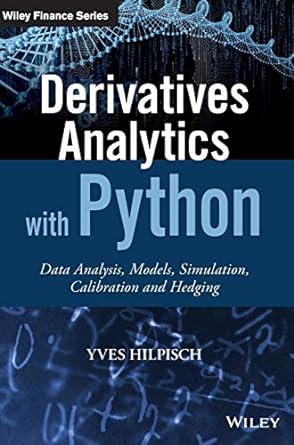 Wiley Finance Series
Derivatives
Analytics
with Python
Data Analysis, Models, Simulation,
Calibration and Hedging
YVES HILPISCH
WILEY